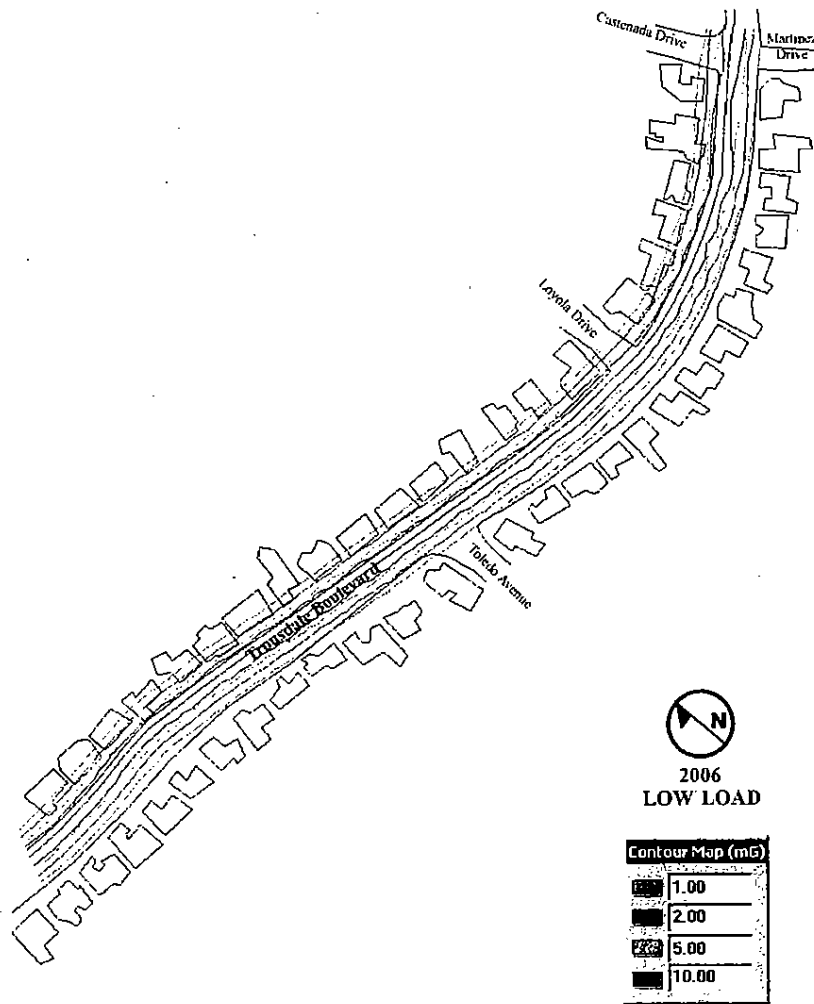 Castenada Drive
Martinez
Drive
Loyola Drive
Toledo Avenue
Trousdale Boulevard
N
2006
LOW LOAD
Contour Map (mG)
1.00
2.00
5.00
10.00